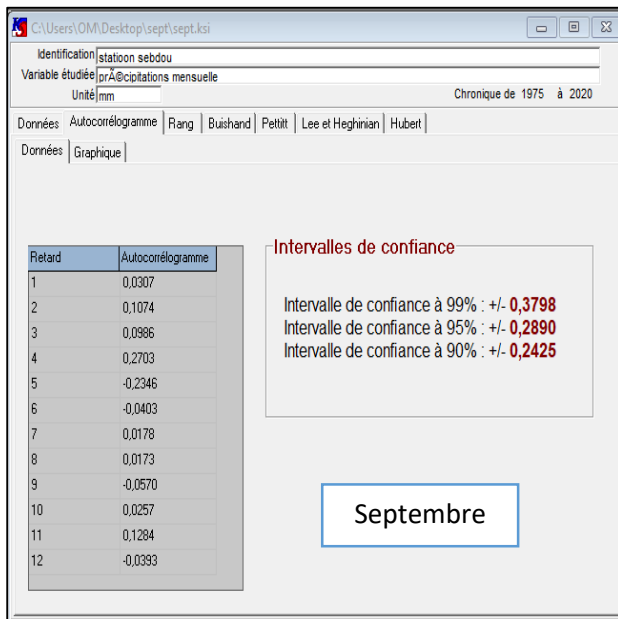 C:\Users\OM\Desktop\sept\sept.ksi
Identification statioon sebdou
Variable étudiée prÃ©cipitations mensuelle
Unité mm Chronique de 1975 à 2020
Données Autocorrélogramme Rang Buishand Pettitt Lee et Heghinian Hubert
Données Graphique
Retard Autocorrélogramme
1 0,0307
2 0,1074
3 0,0986
4 0,2703
5 -0,2346
6 -0,0403
7 0,0178
8 0,0173
9 -0,0570
10 0,0257
11 0,1284
12 -0,0393
Intervalles de confiance
Intervalle de confiance à 99% : +/- 0,3798
Intervalle de confiance à 95% : +/- 0,2890
Intervalle de confiance à 90% : +/- 0,2425
Septembre